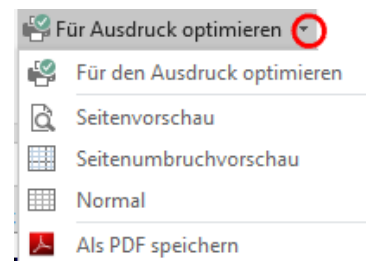 Für Ausdruck optimieren
Für den Ausdruck optimieren
Seitenvorschau
Seitenumbruchvorschau
Normal
Als PDF speichern